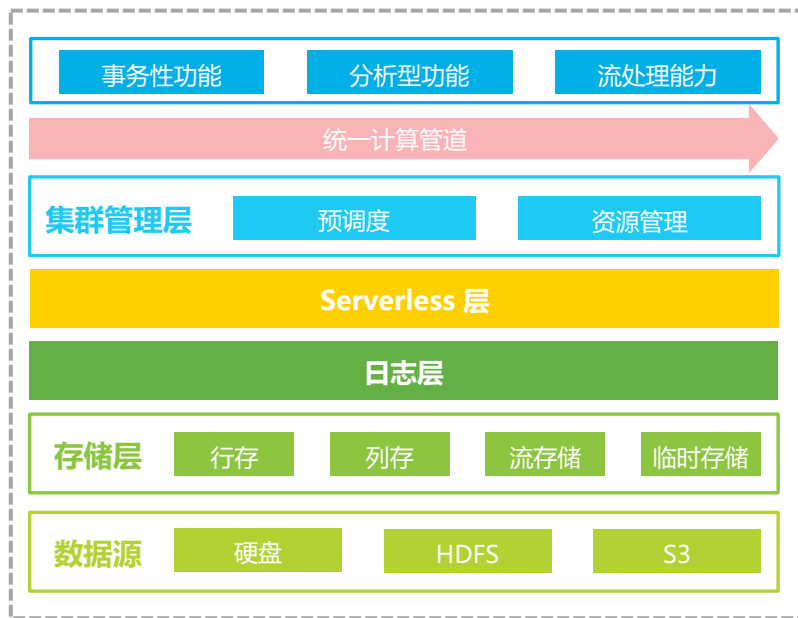 事务性功能 分析型功能 流处理能力
统一计算管道
集群管理层 预调度 资源管理
Serverless 层
日志层
存储层 行存 列存 流存储 临时存储
数据源 硬盘 HDFS S3